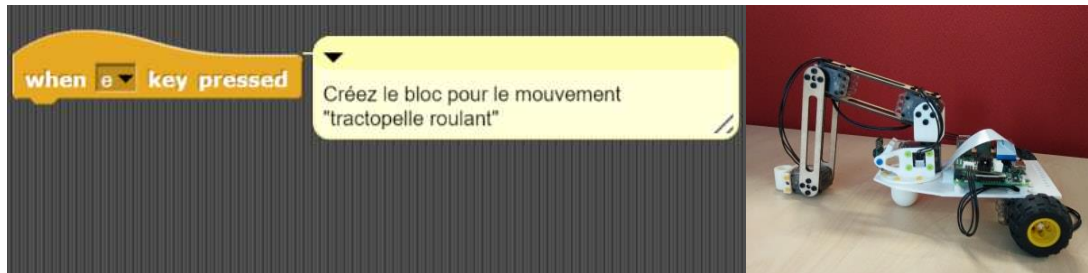 when e key pressed
Créez le bloc pour le mouvement
"tractopelle roulant"